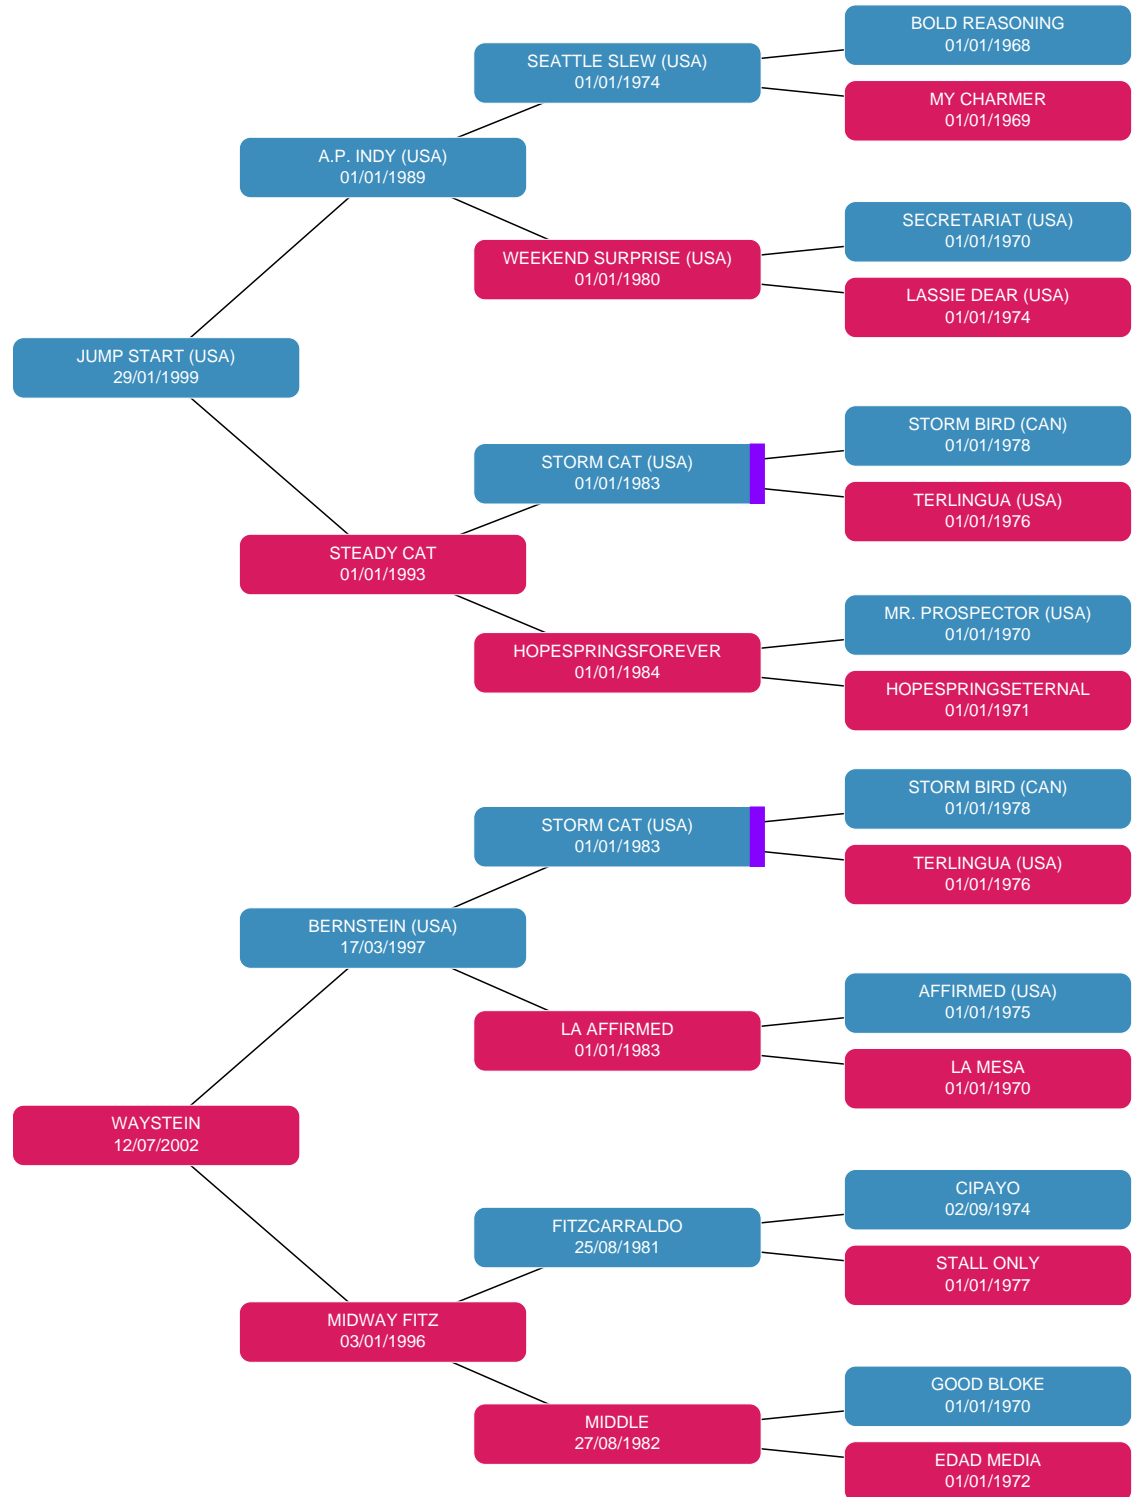 BOLD REASONING
01/01/1968
SEATTLE SLEW (USA)
01/01/1974
MY CHARMER
01/01/1969
A.P. INDY (USA)
01/01/1989
SECRETARIAT (USA)
01/01/1970
WEEKEND SURPRISE (USA)
01/01/1980
LASSIE DEAR (USA)
01/01/1974
JUMP START (USA)
29/01/1999
STORM BIRD (CAN)
01/01/1978
STORM CAT (USA)
01/01/1983
TERLINGUA (USA)
01/01/1976
STEADY CAT
01/01/1993
MR. PROSPECTOR (USA)
01/01/1970
HOPESPRINGSFOREVER
01/01/1984
HOPESPRINGSETERNAL
01/01/1971
STORM BIRD (CAN)
01/01/1978
STORM CAT (USA)
01/01/1983
TERLINGUA (USA)
01/01/1976
BERNSTEIN (USA)
17/03/1997
AFFIRMED (USA)
01/01/1975
LA AFFIRMED
01/01/1983
LA MESA
01/01/1970
WAYSTEIN
12/07/2002
CIPAYO
02/09/1974
FITZCARRALDO
25/08/1981
STALL ONLY
01/01/1977
MIDWAY FITZ
03/01/1996
GOOD BLOKE
01/01/1970
MIDDLE
27/08/1982
EDAD MEDIA
01/01/1972